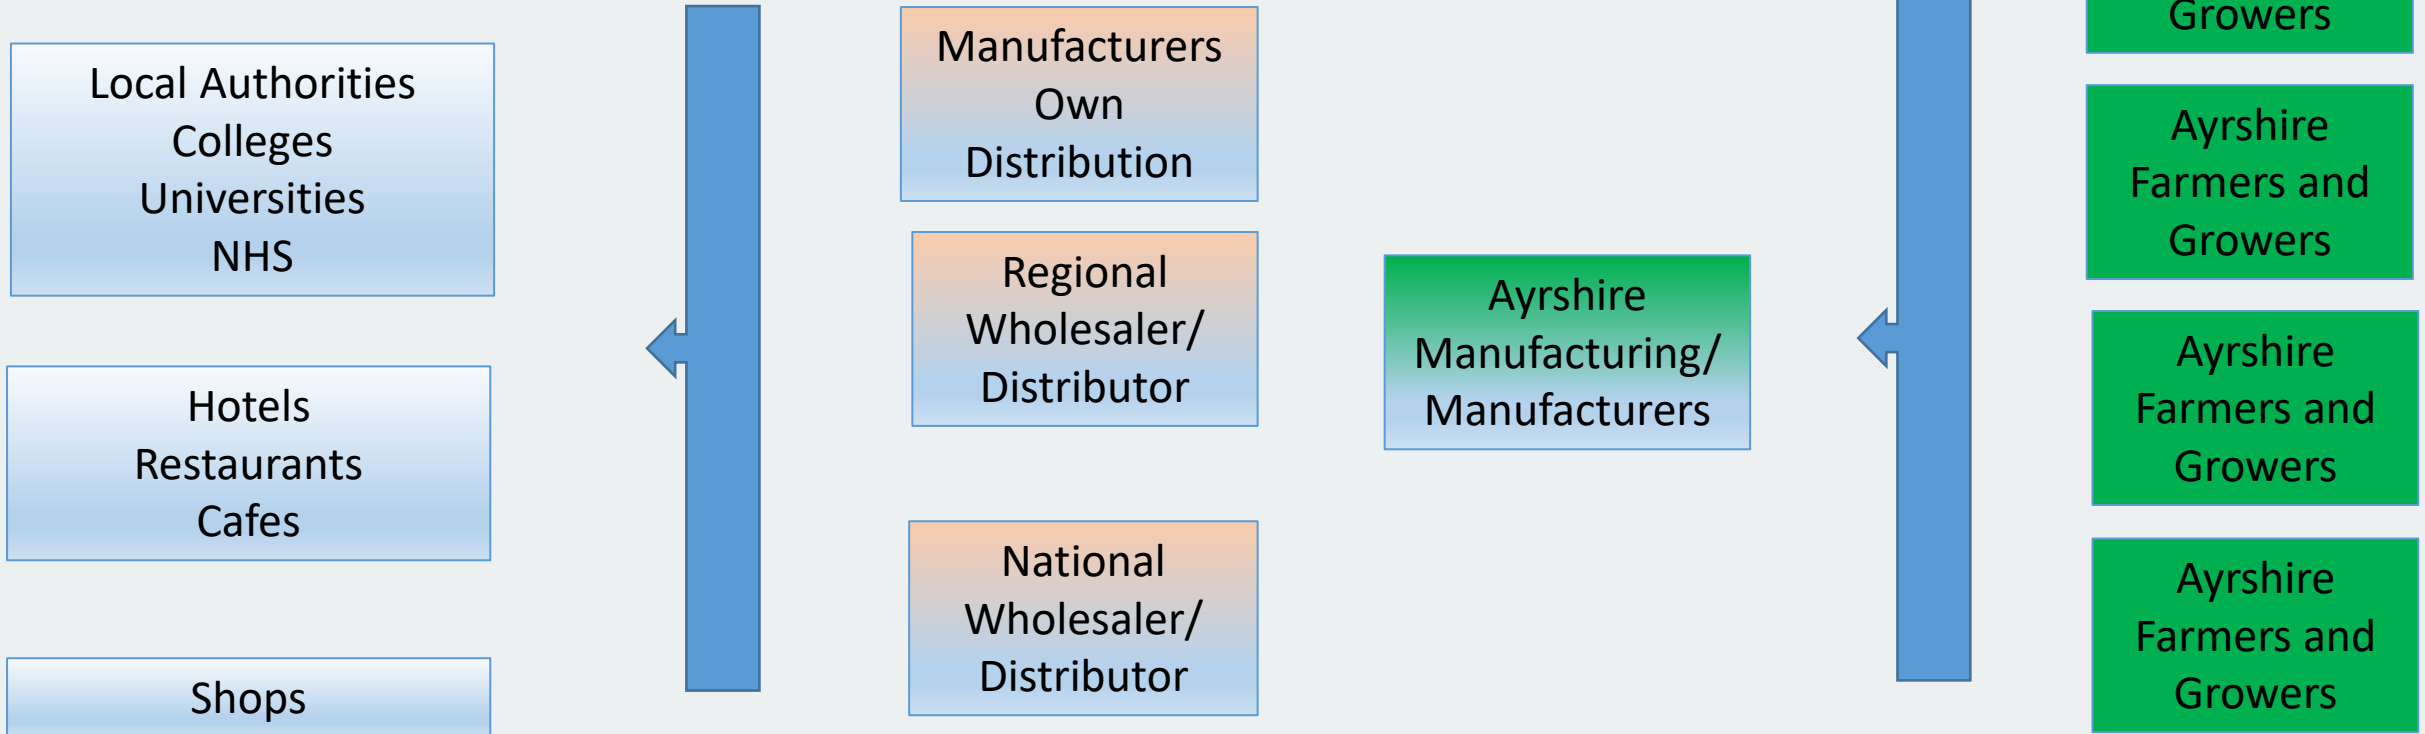 Local Authorities
Colleges
Universities
NHS
Hotels
Restaurants
Cafes
Shops
Manufacturers
Own
Distribution
Regional
Wholesaler/
Distributor
National
Wholesaler/
Distributor
Ayrshire
Manufacturing/
Manufacturers
Growers
Ayrshire
Farmers and
Growers
Ayrshire
Farmers and
Growers
Ayrshire
Farmers and
Growers